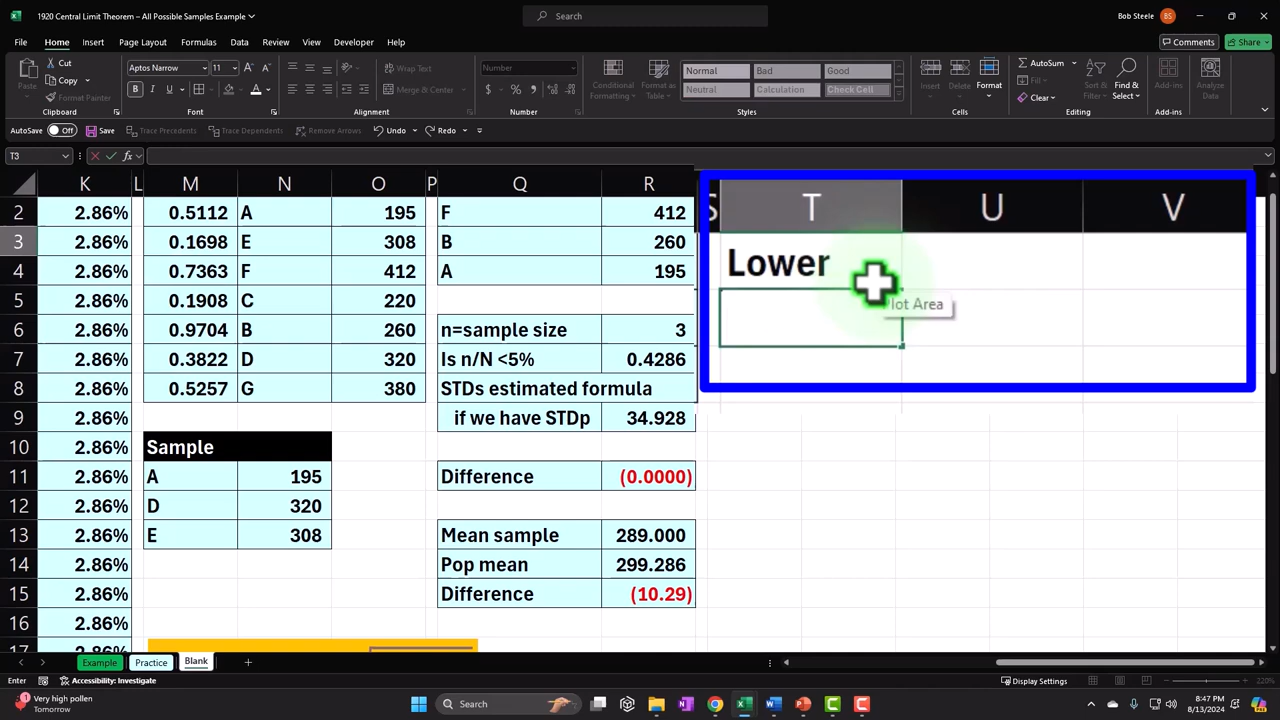 1920 Central Limit Theorem – All Possible Samples Example
Search
Bob Steele
BS
File Home Insert Page Layout Formulas Data Review View Developer Help
Comments
Share
Paste
Cut
Copy
Format Painter
Clipboard
Aptos Narrow
11
Font
Wrap Text
Merge & Center
Alignment
Number
Number
Conditional Formatting
Format as Table
Normal Bad Good
Neutral Calculation Check Cell
Styles
Insert Delete Format
Cells
AutoSum
Fill
Clear
Sort & Filter
Find & Select
Editing
Add-ins
Add-ins
Analyze Data
AutoSave Off Save Trace Precedents Trace Dependents Remove Arrows Undo Redo
T3
fx
K L M N O P Q R S T U V
2 2.86% 0.5112 A 195 F 412
3 2.86% 0.1698 E 308 B 260
4 2.86% 0.7363 F 412 A 195
5 2.86% 0.1908 C 220
6 2.86% 0.9704 B 260 n=sample size 3
7 2.86% 0.3822 D 320 Is n/N <5% 0.4286
8 2.86% 0.5257 G 380 STDs estimated formula
9 2.86% if we have STDp 34.928
10 2.86% Sample
11 2.86% A 195 Difference (0.0000)
12 2.86% D 320
13 2.86% E 308 Mean sample 289.000
14 2.86% Pop mean 299.286
15 2.86% Difference (10.29)
16 2.86%
17 2.86%
Lower
Plot Area
Example Practice Blank
Enter
Accessibility: Investigate
Display Settings
220%
Very high pollen
Tomorrow
Search
8:47 PM
8/13/2024